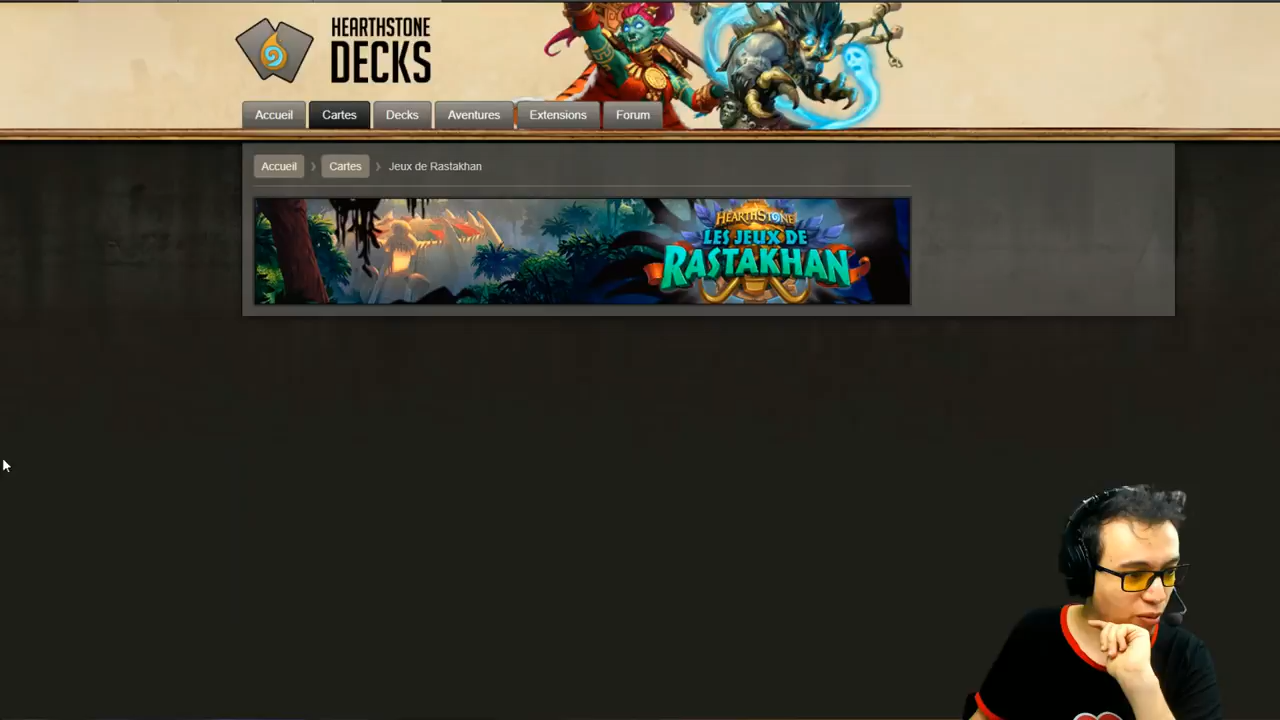 HEARTHSTONE
DECKS
Accueil
Cartes
Decks
Aventures
Extensions
Forum
Accueil
Cartes
Jeux de Rastakhan
HEARTHSTONE
LES JEUX DE
RASTAKHAN